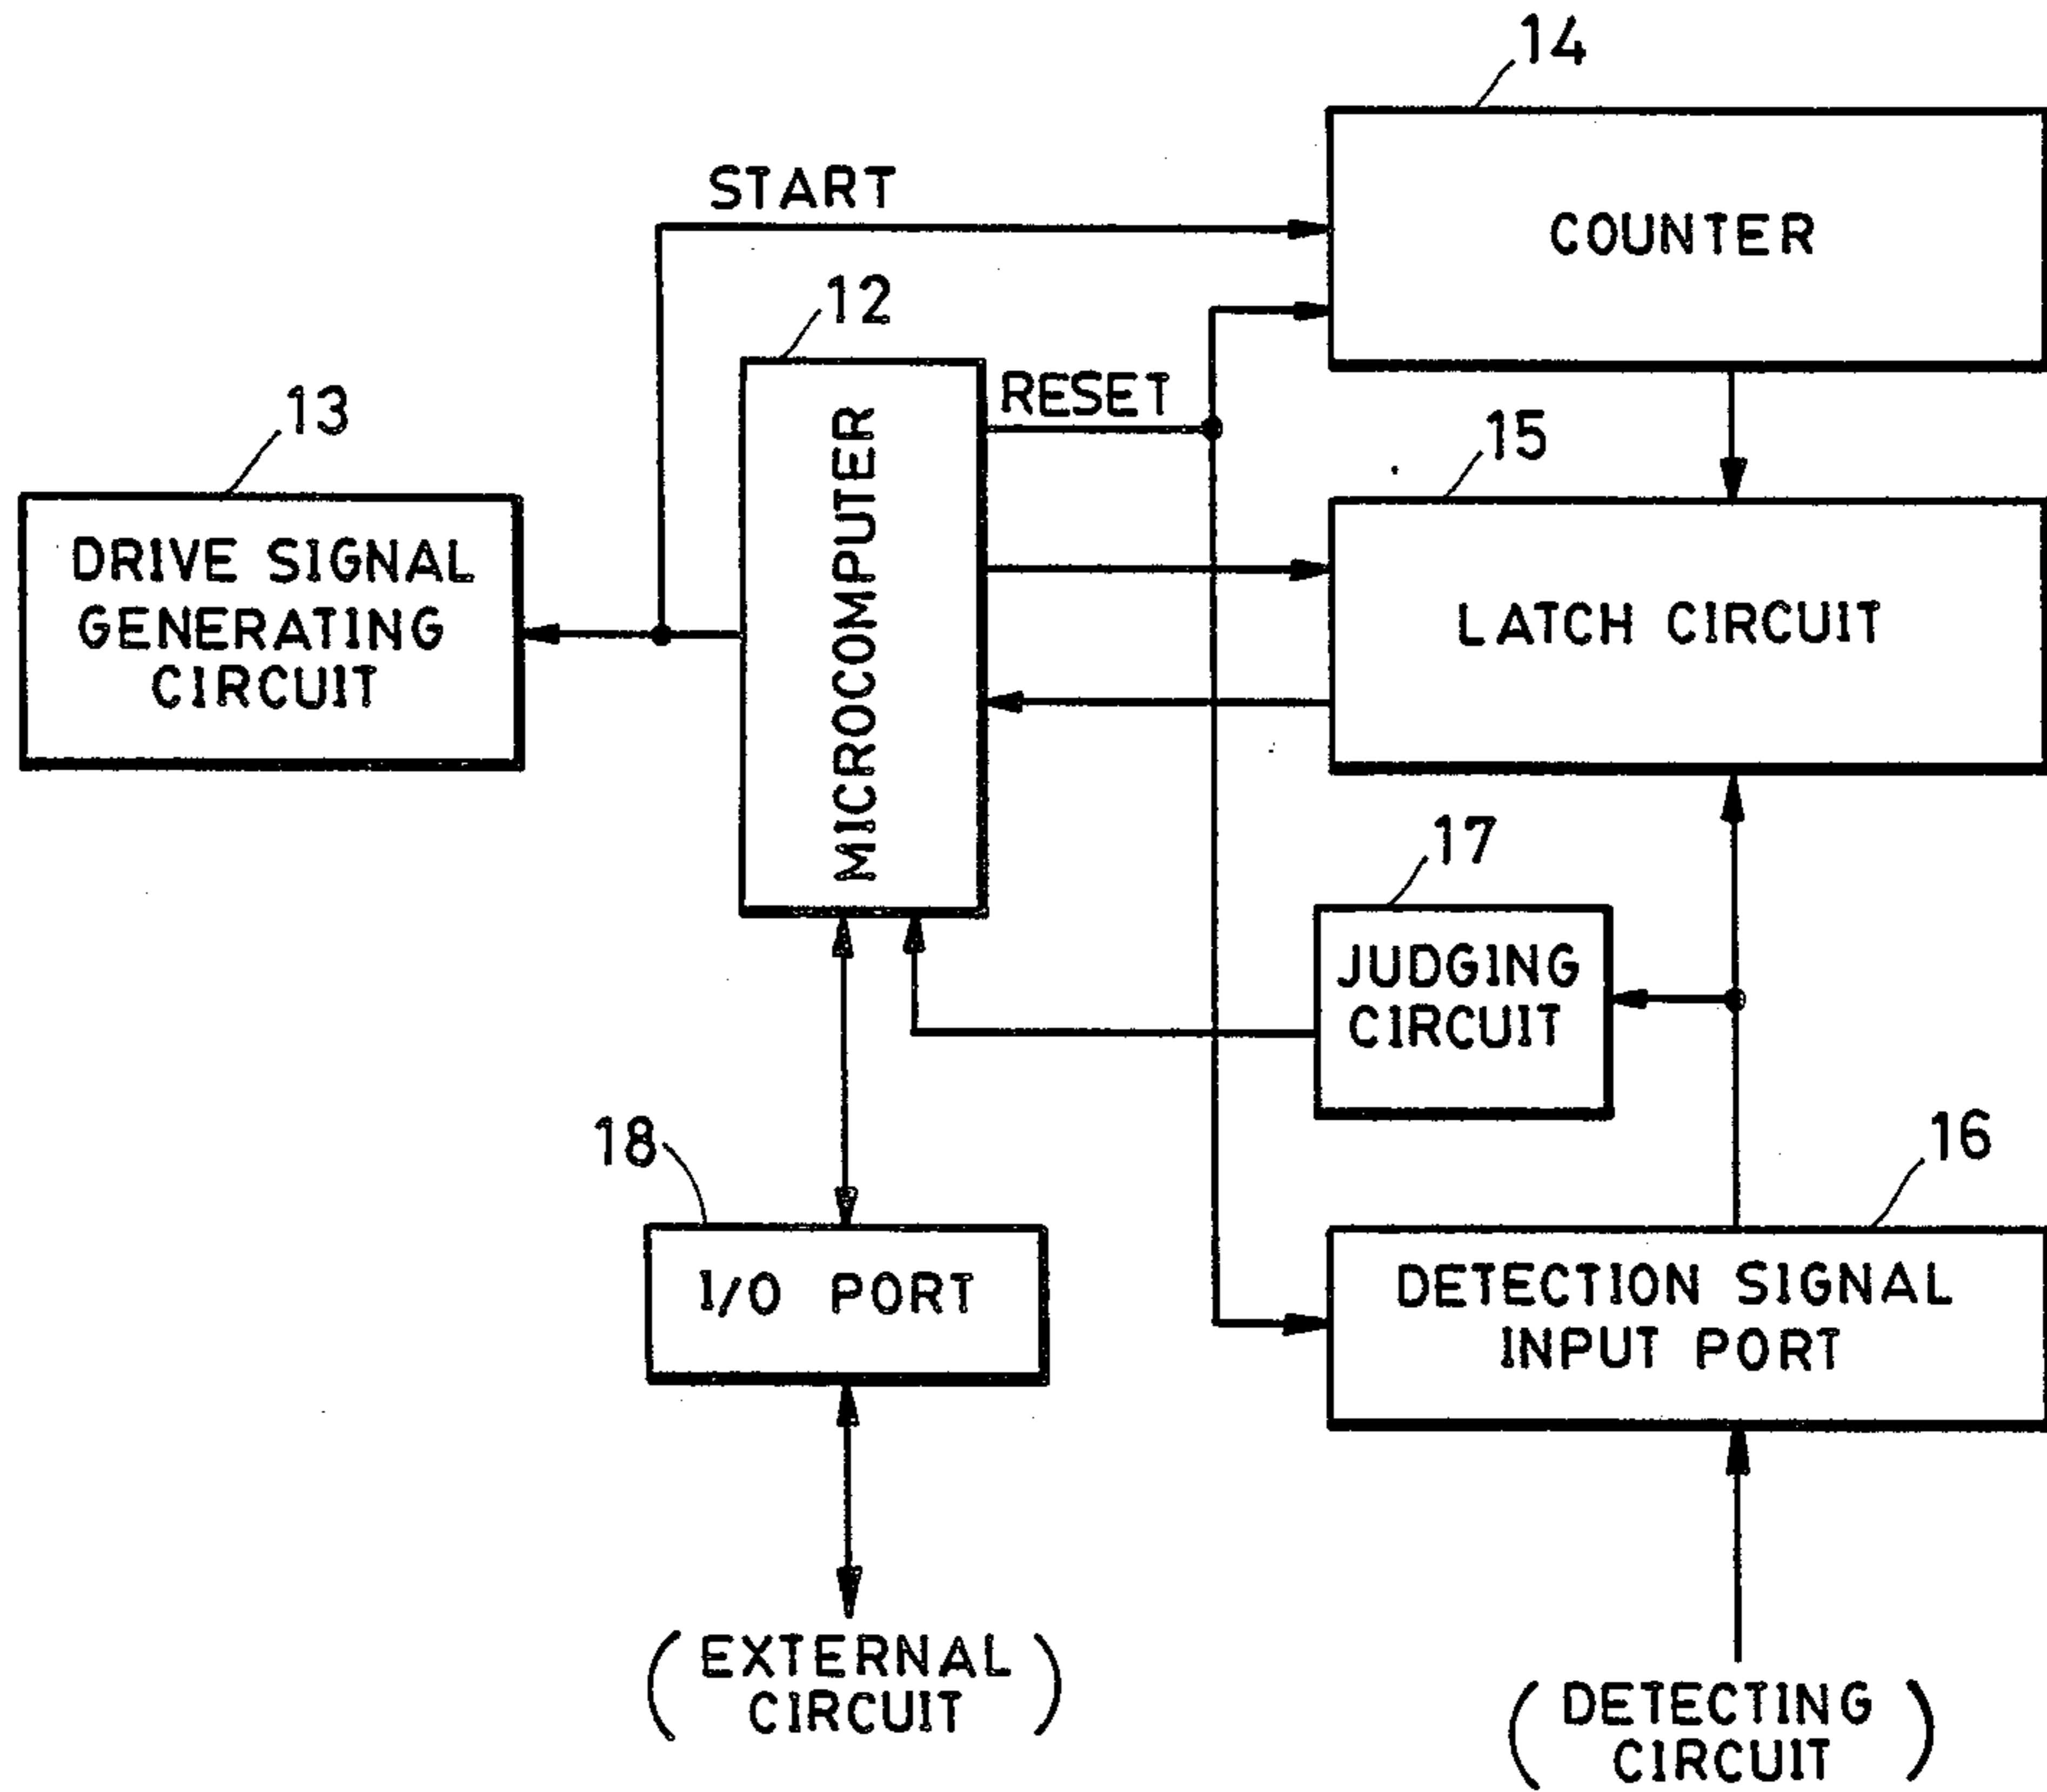 14
START
COUNTER
12
RESET
13
15
DRIVE SIGNAL
GENERATING
CIRCUIT
MICROCOMPUTER
LATCH CIRCUIT
17
JUDGING
CIRCUIT
18
16
I/O PORT
DETECTION SIGNAL
INPUT PORT
(EXTERNAL
CIRCUIT)
(DETECTING
CIRCUIT)